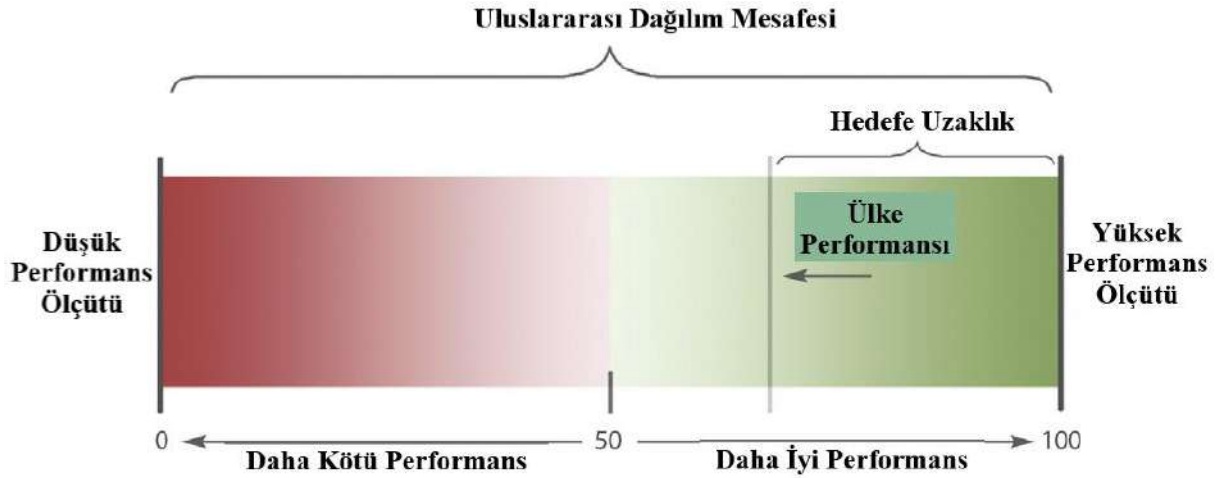 Uluslararası Dağılım Mesafesi
Hedefe Uzaklık
Ülke
Performansı
Düşük
Performans
Ölçütü
Yüksek
Performans
Ölçütü
0
50
100
Daha Kötü Performans
Daha İyi Performans